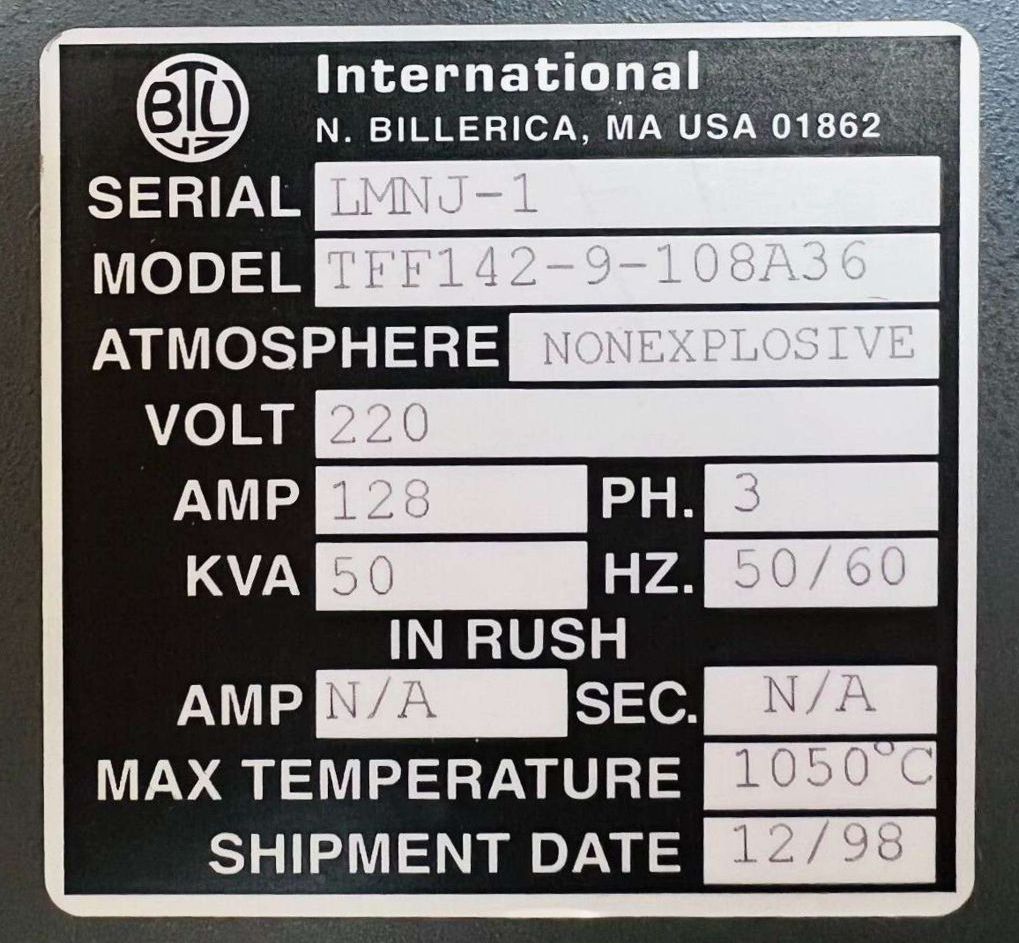 BTU International
N. BILLERICA, MA USA 01862
SERIAL LMNJ-1
MODEL TFF142-9-108A36
ATMOSPHERE NONEXPLOSIVE
VOLT 220
AMP 128 PH. 3
KVA 50 HZ. 50/60
IN RUSH
AMP N/A SEC. N/A
MAX TEMPERATURE 1050°C
SHIPMENT DATE 12/98